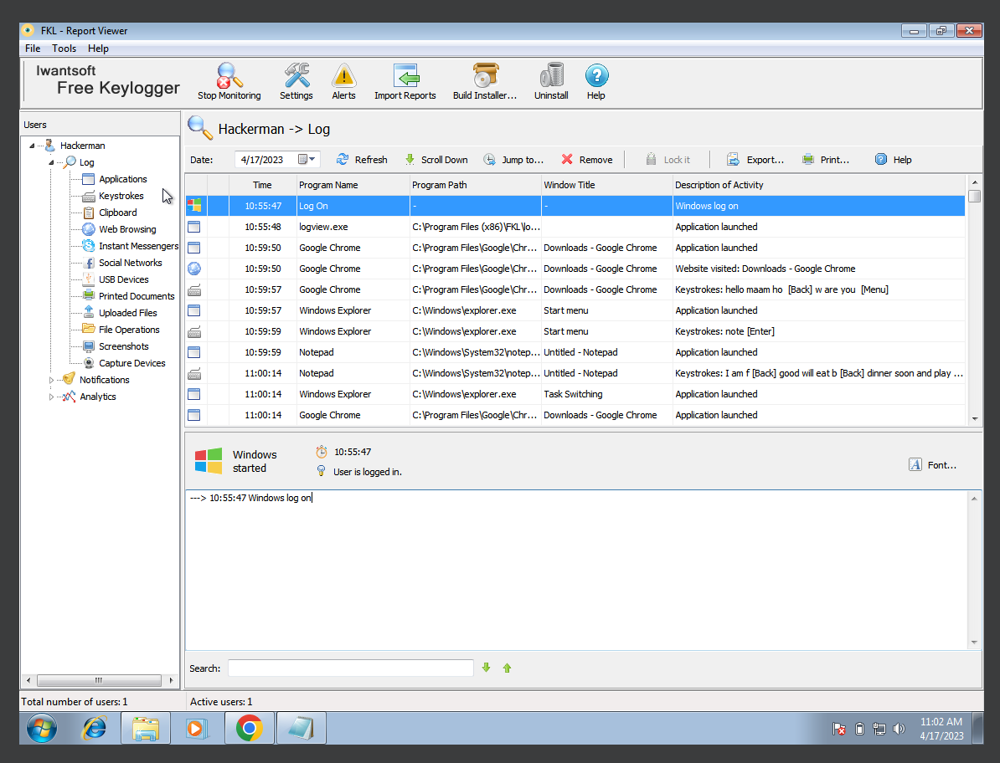 FKL - Report Viewer
File Tools Help
Iwantsoft
Free Keylogger
Stop Monitoring Settings Alerts Import Reports Build Installer... Uninstall Help
Users
Hackerman
Log
Applications
Keystrokes
Clipboard
Web Browsing
Instant Messengers
Social Networks
USB Devices
Printed Documents
Uploaded Files
File Operations
Screenshots
Capture Devices
Notifications
Analytics
Hackerman -> Log
Date: 4/17/2023 Refresh Scroll Down Jump to... Remove Lock it Export... Print... Help
Time Program Name Program Path Window Title Description of Activity
10:55:47 Log On - - Windows log on
10:55:48 logview.exe C:\Program Files (x86)\FKL\lo... Application launched
10:59:50 Google Chrome C:\Program Files\Google\Chr... Downloads - Google Chrome Application launched
10:59:50 Google Chrome C:\Program Files\Google\Chr... Downloads - Google Chrome Website visited: Downloads - Google Chrome
10:59:57 Google Chrome C:\Program Files\Google\Chr... Downloads - Google Chrome Keystrokes: hello maam ho [Back] w are you [Menu]
10:59:57 Windows Explorer C:\Windows\explorer.exe Start menu Application launched
10:59:59 Windows Explorer C:\Windows\explorer.exe Start menu Keystrokes: note [Enter]
10:59:59 Notepad C:\Windows\System32\notep... Untitled - Notepad Application launched
11:00:14 Notepad C:\Windows\System32\notep... Untitled - Notepad Keystrokes: I am f [Back] good will eat b [Back] dinner soon and play ...
11:00:14 Windows Explorer C:\Windows\explorer.exe Task Switching Application launched
11:00:14 Google Chrome C:\Program Files\Google\Chr... Downloads - Google Chrome Application launched
Windows
started
10:55:47
User is logged in.
Font...
---> 10:55:47 Windows log on
Search:
Total number of users: 1 Active users: 1
11:02 AM
4/17/2023